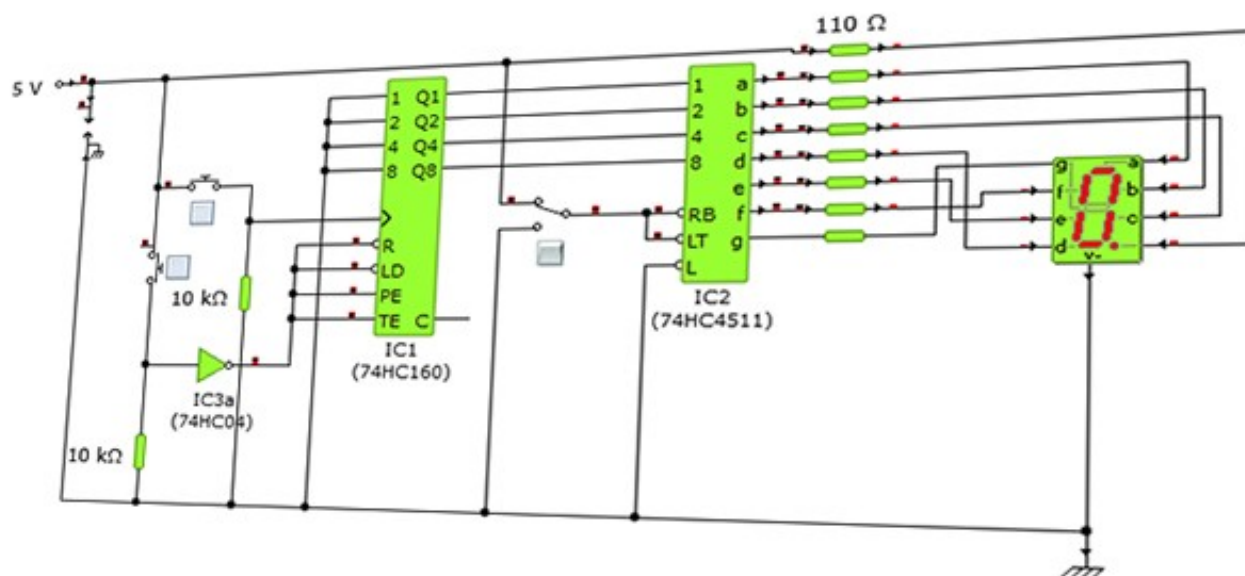 110 Ω
5 V
1 Q1
2 Q2
4 Q4
8 Q8
R
LD
PE
TE C
IC1
(74HC160)
10 kΩ
IC3a
(74HC04)
10 kΩ
1 a
2 b
4 c
8 d
e
RB f
LT g
L
IC2
(74HC4511)
g a
f b
e c
d
V-